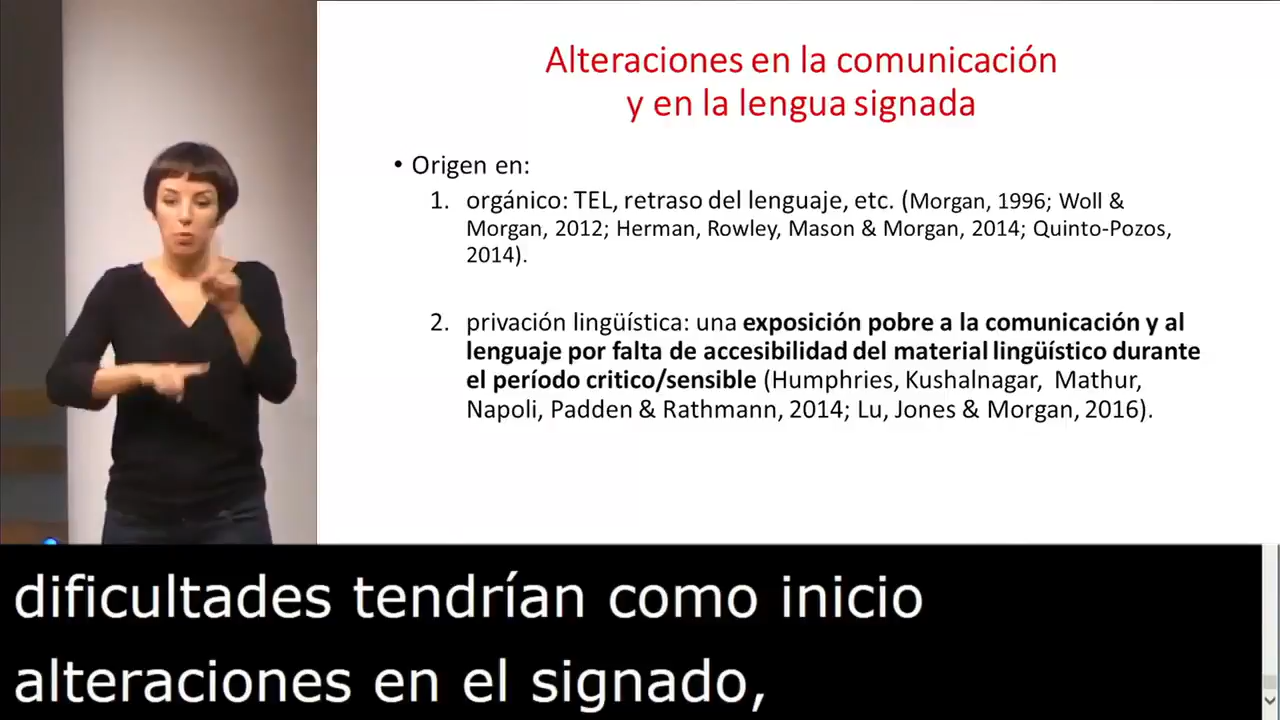 Alteraciones en la comunicación
y en la lengua signada
• Origen en:
1. orgánico: TEL, retraso del lenguaje, etc. (Morgan, 1996; Woll &
Morgan, 2012; Herman, Rowley, Mason & Morgan, 2014; Quinto-Pozos,
2014).
2. privación lingüística: una exposición pobre a la comunicación y al
lenguaje por falta de accesibilidad del material lingüístico durante
el período critico/sensible (Humphries, Kushalnagar, Mathur,
Napoli, Padden & Rathmann, 2014; Lu, Jones & Morgan, 2016).
dificultades tendrían como inicio
alteraciones en el signado,